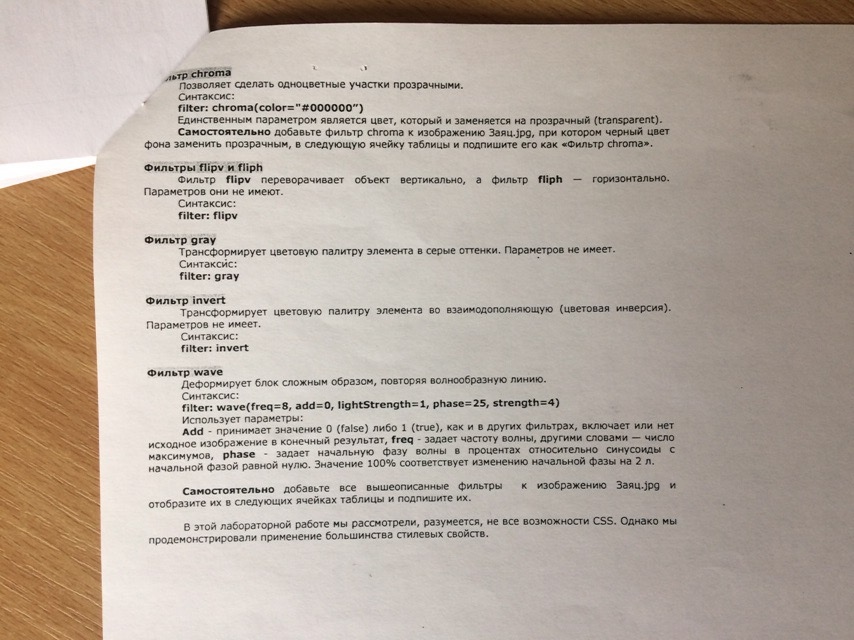 Фильтр chroma
Позволяет сделать одноцветные участки прозрачными.
Синтаксис:
filter: chroma(color="#000000")
Единственным параметром является цвет, который и заменяется на прозрачный (transparent).
Самостоятельно добавьте фильтр chroma к изображению Заяц.jpg, при котором черный цвет
фона заменить прозрачным, в следующую ячейку таблицы и подпишите его как «Фильтр chroma».
Фильтры flipv и fliph
Фильтр flipv переворачивает объект вертикально, а фильтр fliph — горизонтально.
Параметров они не имеют.
Синтаксис:
filter: flipv
Фильтр gray
Трансформирует цветовую палитру элемента в серые оттенки. Параметров не имеет.
Синтаксис:
filter: gray
Фильтр invert
Трансформирует цветовую палитру элемента во взаимодополняющую (цветовая инверсия).
Параметров не имеет.
Синтаксис:
filter: invert
Фильтр wave
Деформирует блок сложным образом, повторяя волнообразную линию.
Синтаксис:
filter: wave(freq=8, add=0, lightStrength=1, phase=25, strength=4)
Использует параметры:
Add - принимает значение 0 (false) либо 1 (true), как и в других фильтрах, включает или нет
исходное изображение в конечный результат, freq - задает частоту волны, другими словами — число
максимумов, phase - задает начальную фазу волны в процентах относительно синусоиды с
начальной фазой равной нулю. Значение 100% соответствует изменению начальной фазы на 2 л.
Самостоятельно добавьте все вышеописанные фильтры к изображению Заяц.jpg и
отобразите их в следующих ячейках таблицы и подпишите их.
В этой лабораторной работе мы рассмотрели, разумеется, не все возможности CSS. Однако мы
продемонстрировали применение большинства стилевых свойств.